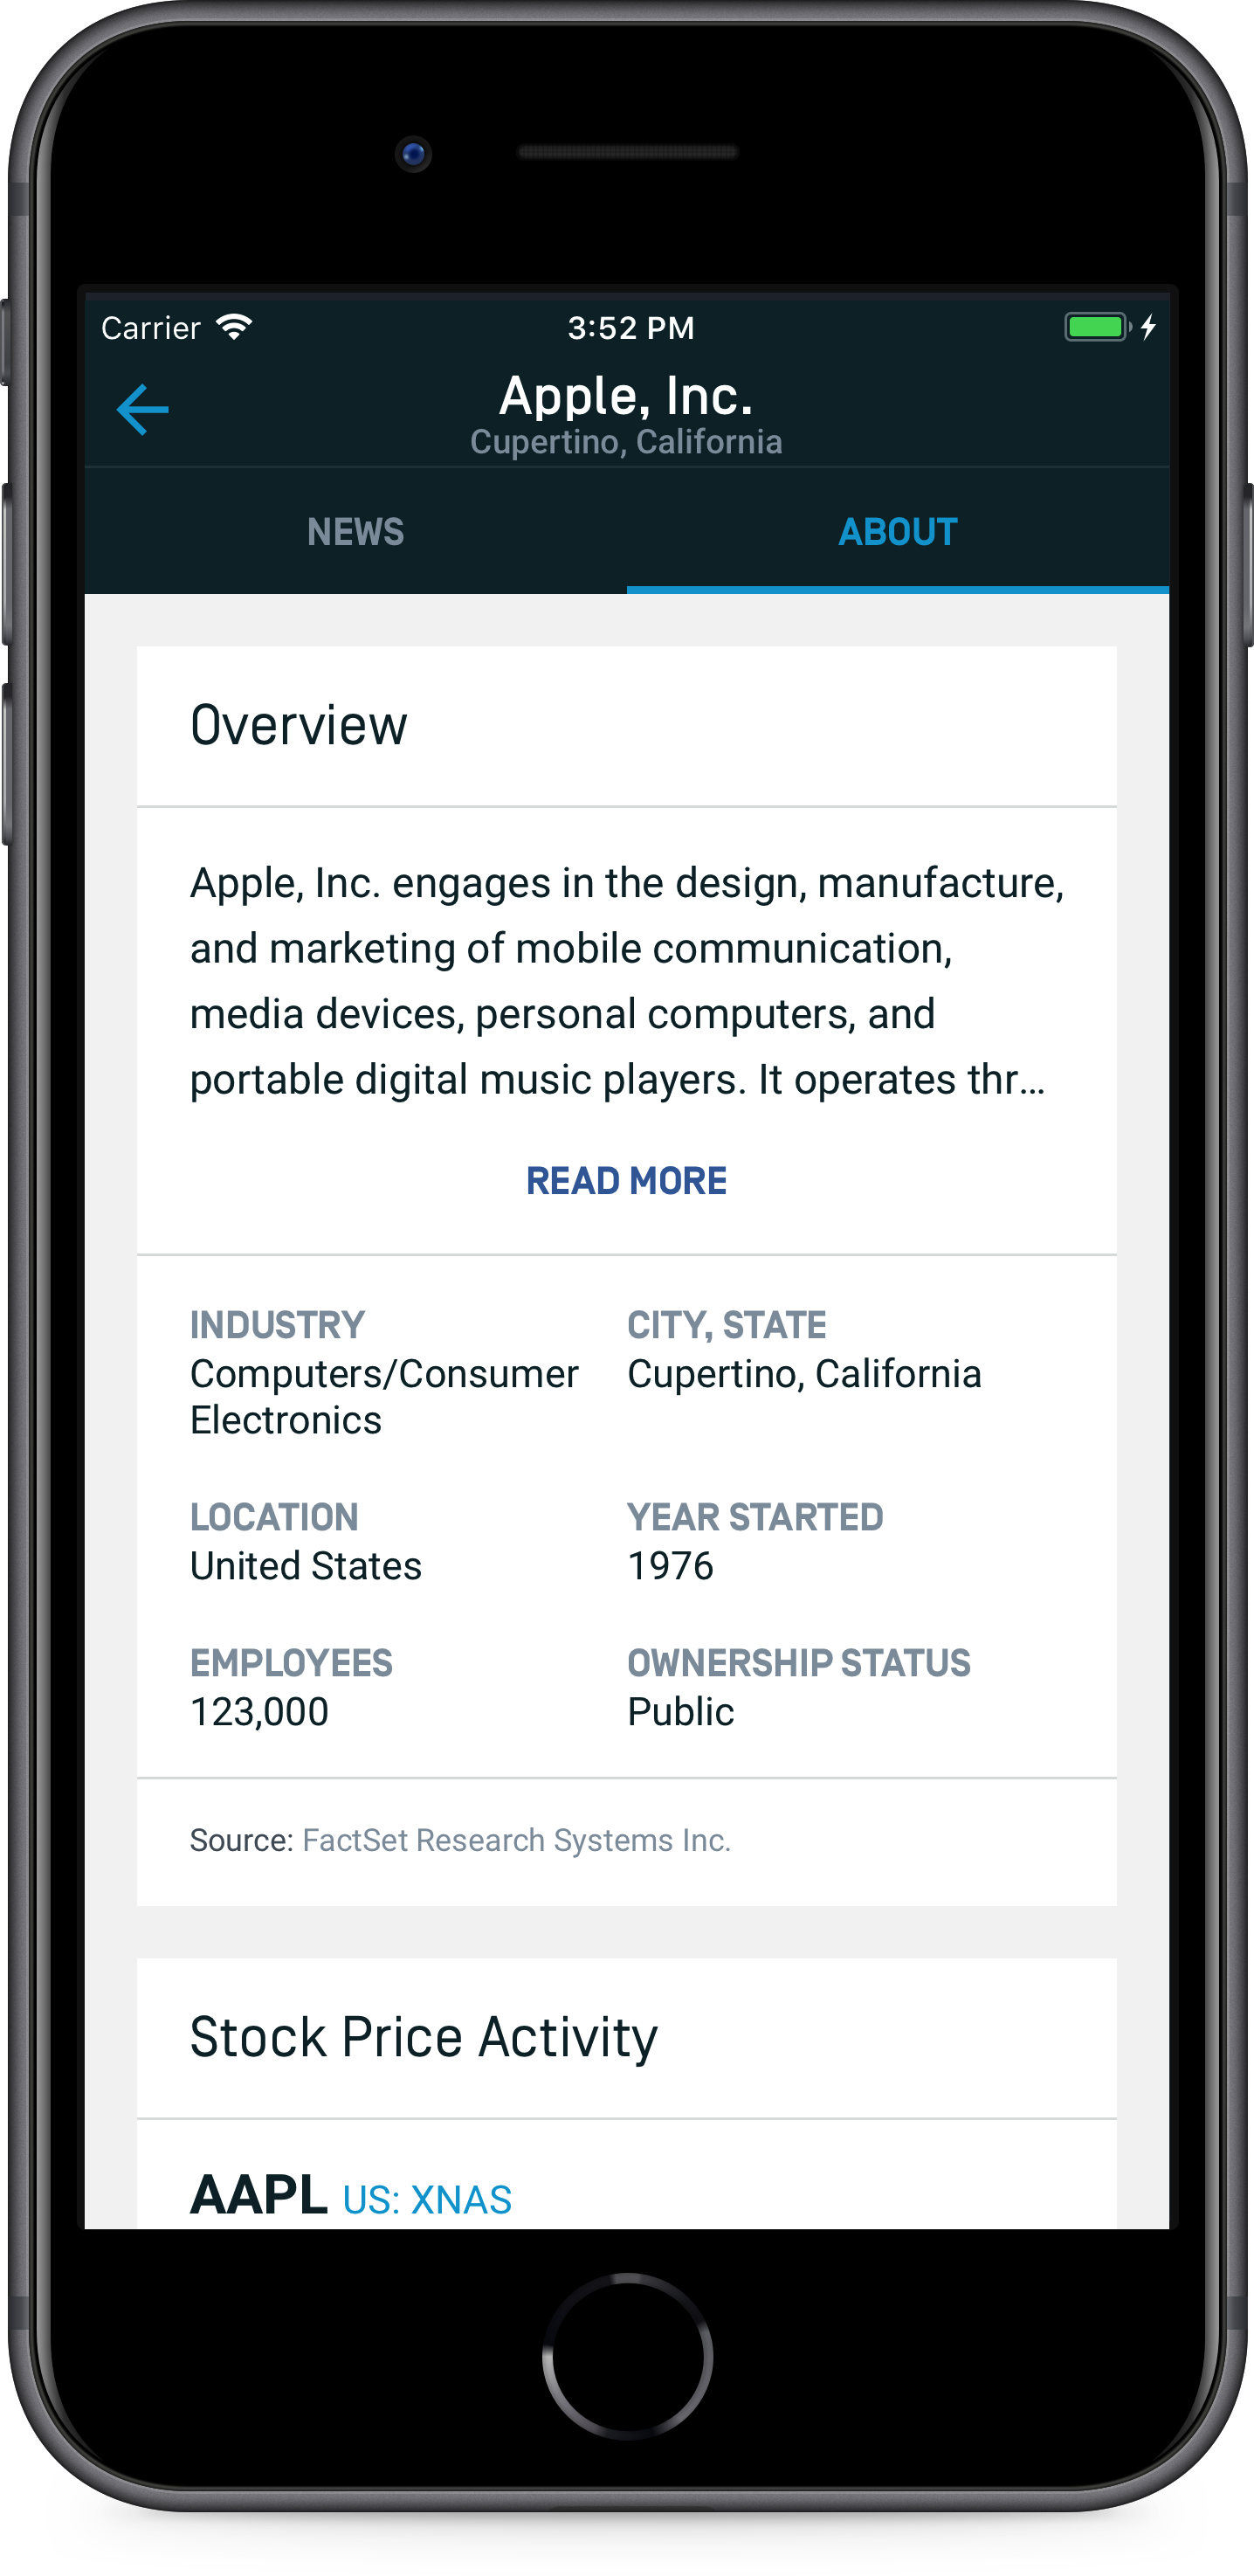 Carrier 3:52 PM
Apple, Inc.
Cupertino, California
NEWS ABOUT
Overview
Apple, Inc. engages in the design, manufacture,
and marketing of mobile communication,
media devices, personal computers, and
portable digital music players. It operates thr...
READ MORE
INDUSTRY CITY, STATE
Computers/Consumer Cupertino, California
Electronics
LOCATION YEAR STARTED
United States 1976
EMPLOYEES OWNERSHIP STATUS
123,000 Public
Source: FactSet Research Systems Inc.
Stock Price Activity
AAPL US: XNAS